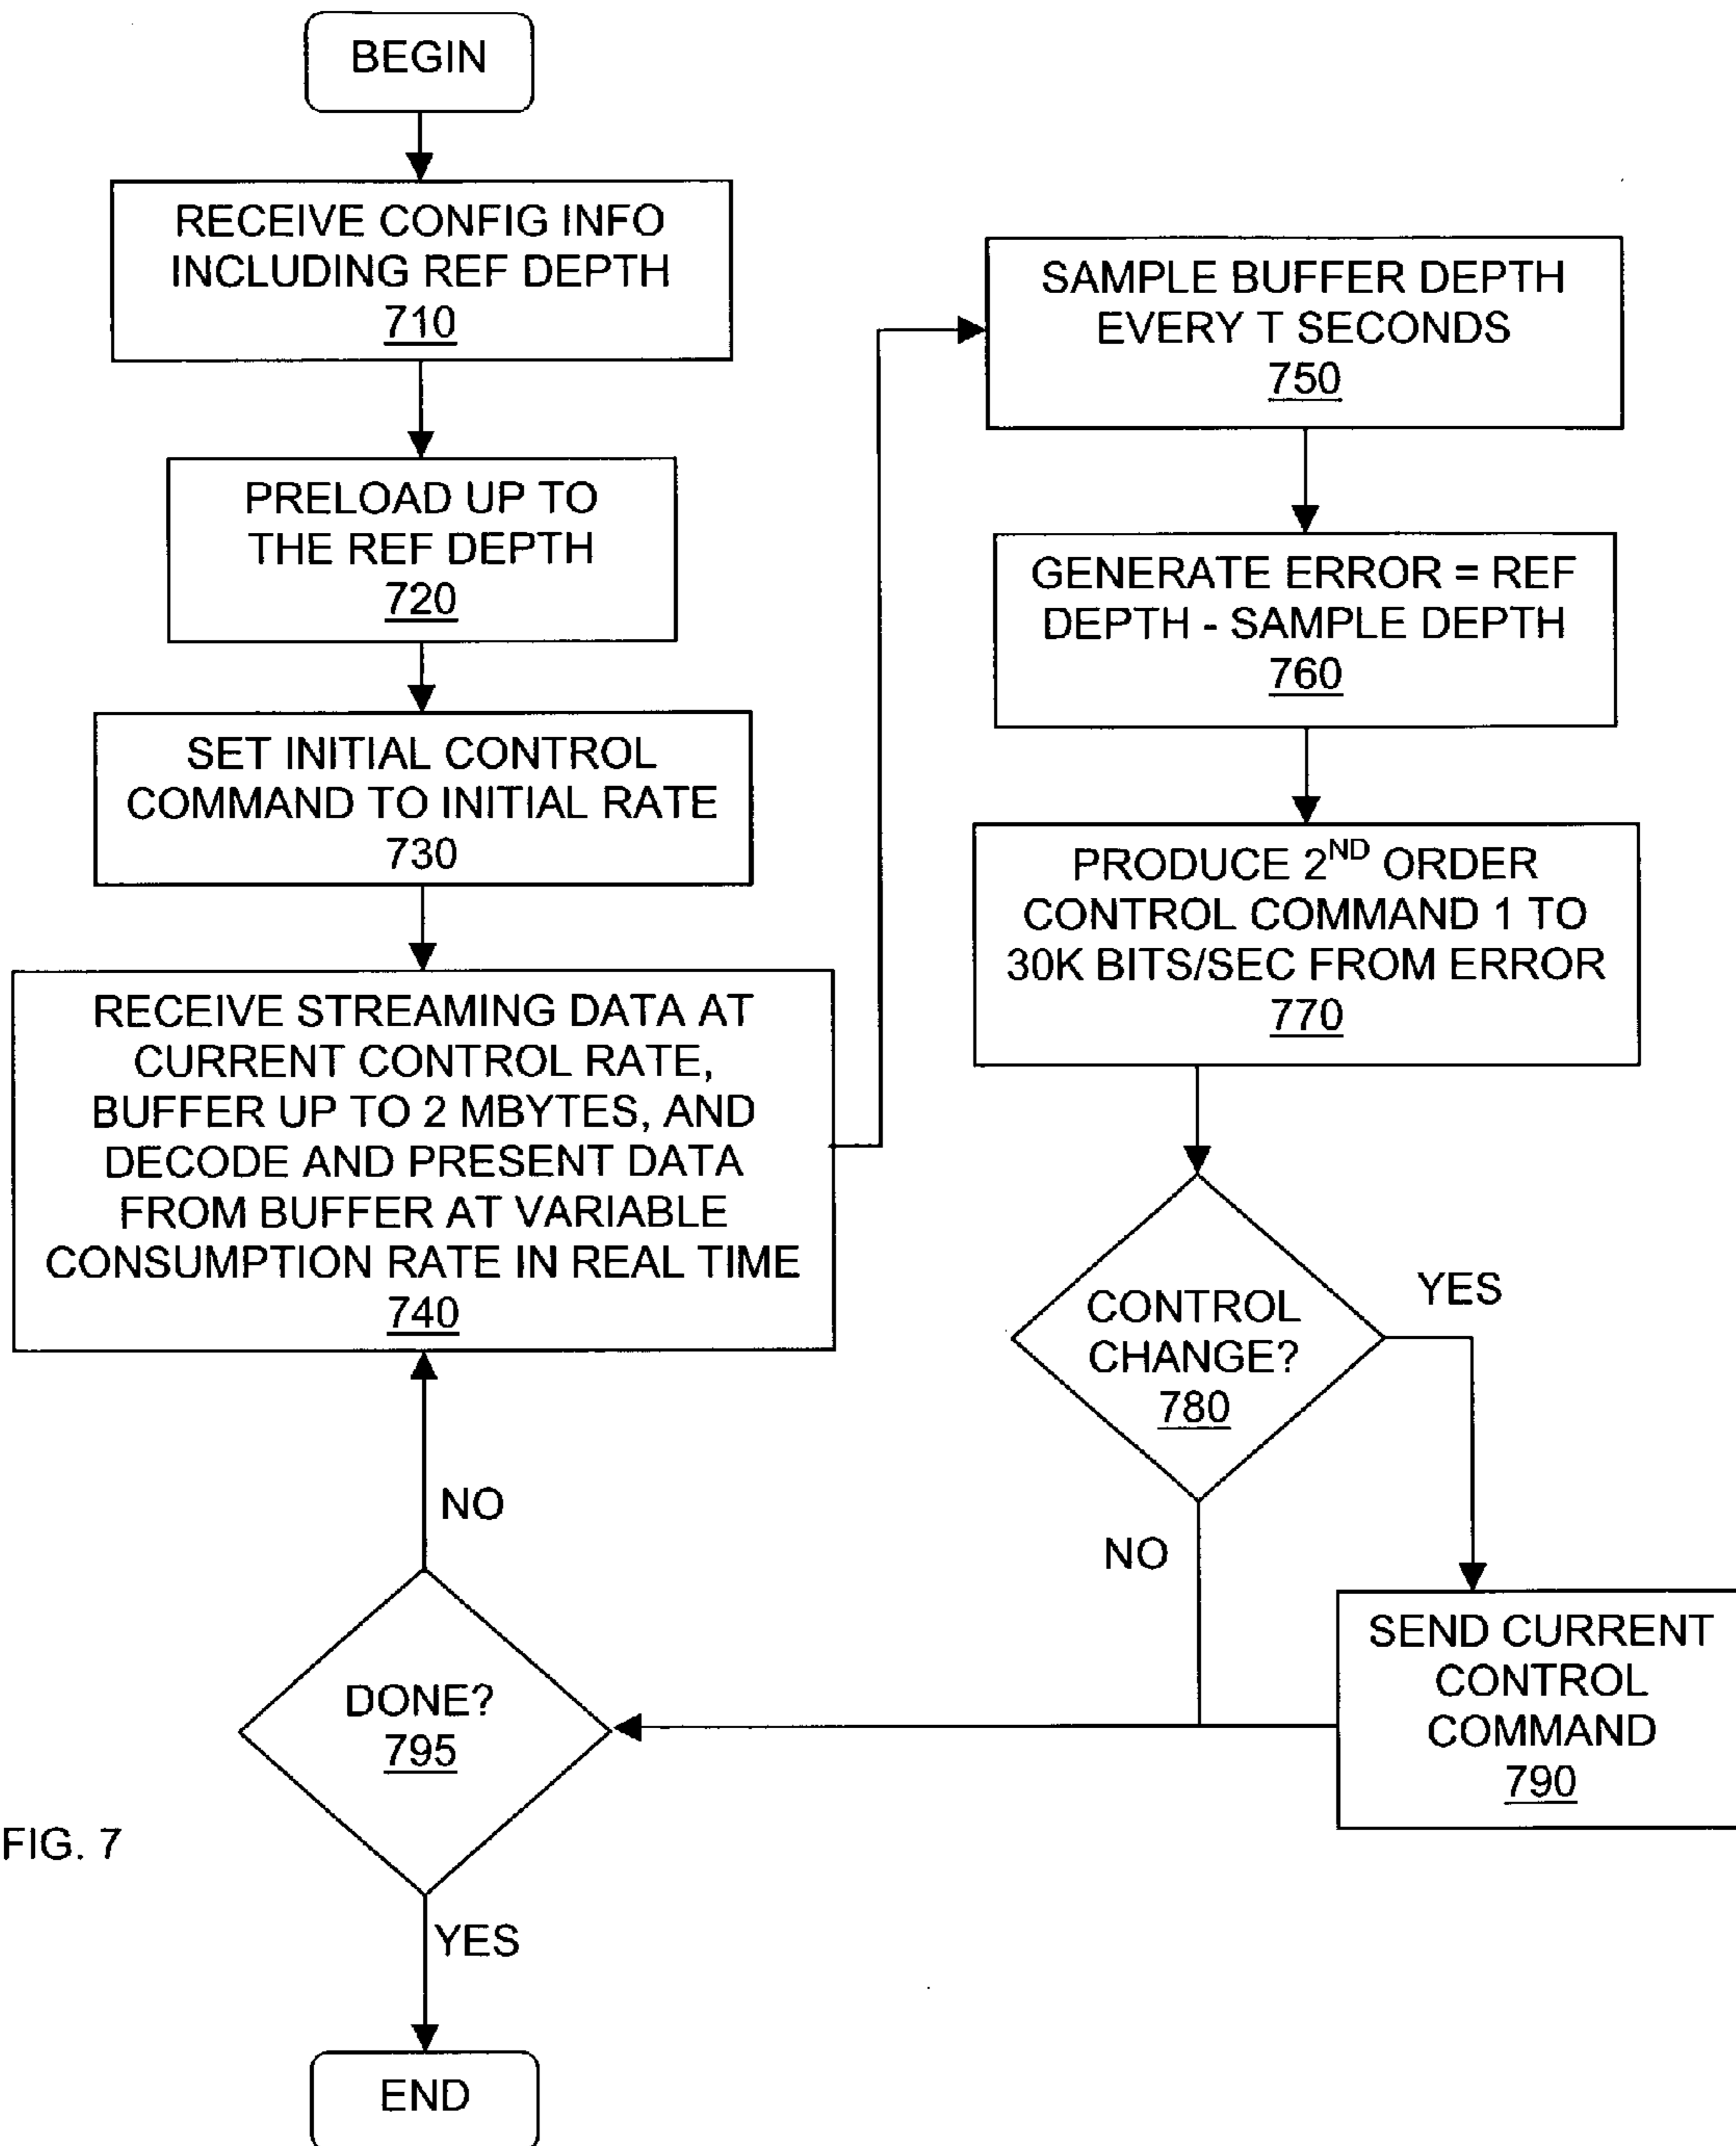 BEGIN
RECEIVE CONFIG INFO
INCLUDING REF DEPTH
710
PRELOAD UP TO
THE REF DEPTH
720
SET INITIAL CONTROL
COMMAND TO INITIAL RATE
730
RECEIVE STREAMING DATA AT
CURRENT CONTROL RATE,
BUFFER UP TO 2 MBYTES, AND
DECODE AND PRESENT DATA
FROM BUFFER AT VARIABLE
CONSUMPTION RATE IN REAL TIME
740
SAMPLE BUFFER DEPTH
EVERY T SECONDS
750
GENERATE ERROR = REF
DEPTH - SAMPLE DEPTH
760
PRODUCE 2ND ORDER
CONTROL COMMAND 1 TO
30K BITS/SEC FROM ERROR
770
CONTROL
CHANGE?
780
YES
NO
SEND CURRENT
CONTROL
COMMAND
790
DONE?
795
NO
YES
END
FIG. 7